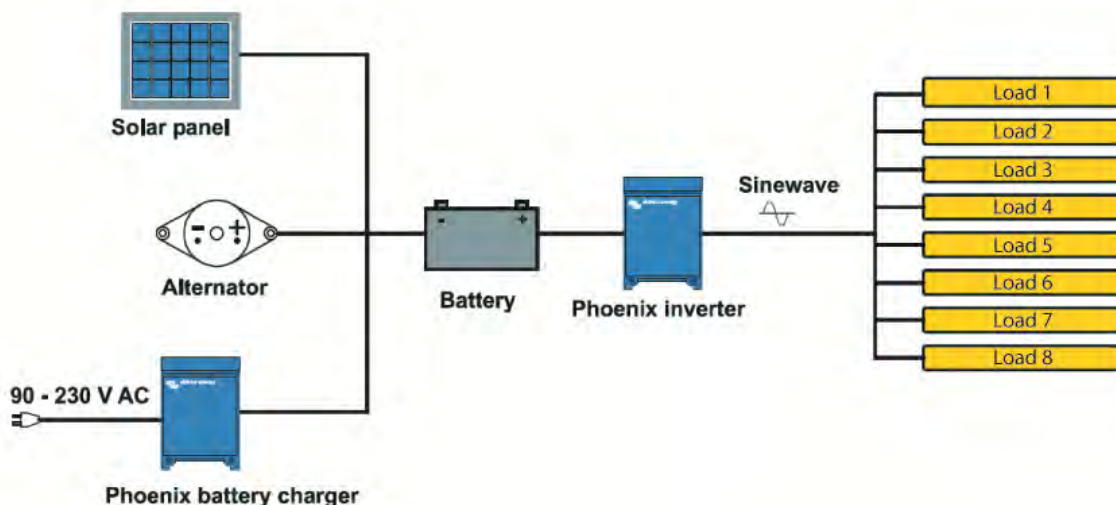 Solar panel
Alternator
90 - 230 V AC
Phoenix battery charger
- +
Battery
Phoenix inverter
Sinewave
Load 1
Load 2
Load 3
Load 4
Load 5
Load 6
Load 7
Load 8